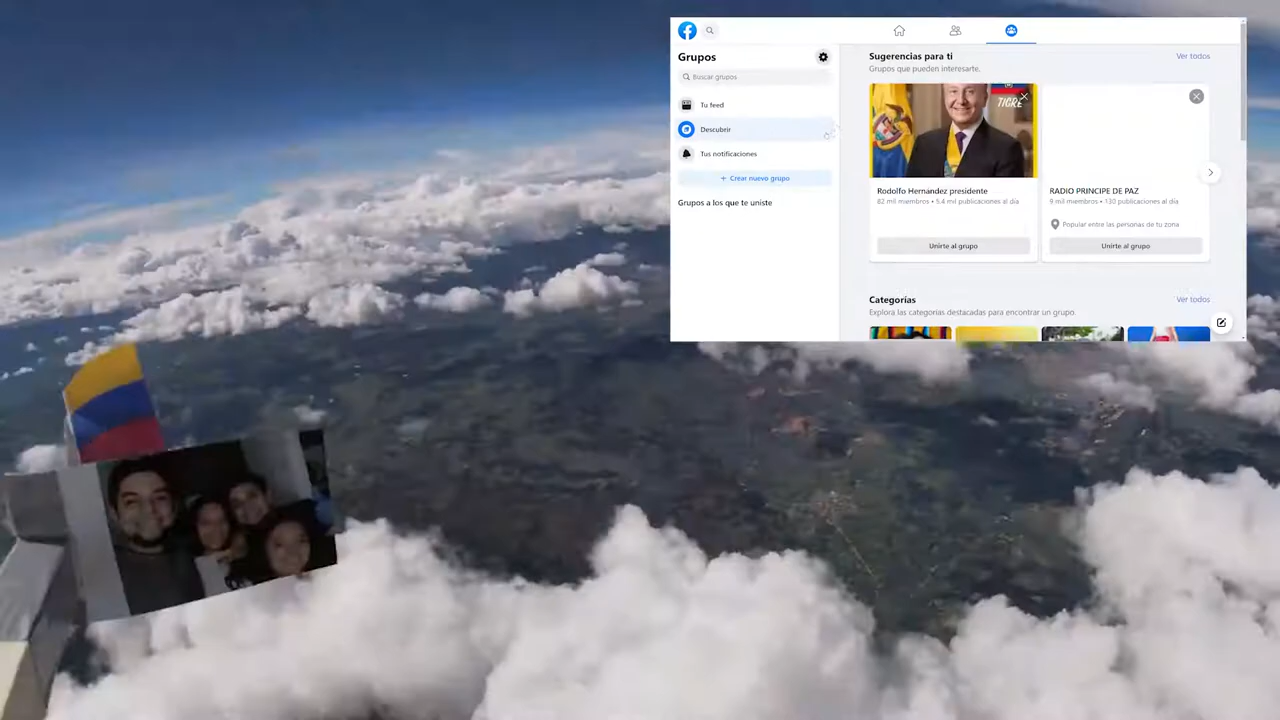 Grupos
Buscar grupos
Tu feed
Descubrir
Tus notificaciones
+ Crear nuevo grupo
Grupos a los que te uniste
Sugerencias para ti
Ver todos
Grupos que pueden interesarte.
TIGRE
Rodolfo Hernandez presidente
82 mil miembros • 5.4 mil publicaciones al día
Unirte al grupo
RADIO PRINCIPE DE PAZ
9 mil miembros • 130 publicaciones al día
Popular entre las personas de tu zona
Unirte al grupo
Categorías
Ver todos
Explora las categorías destacadas para encontrar un grupo.